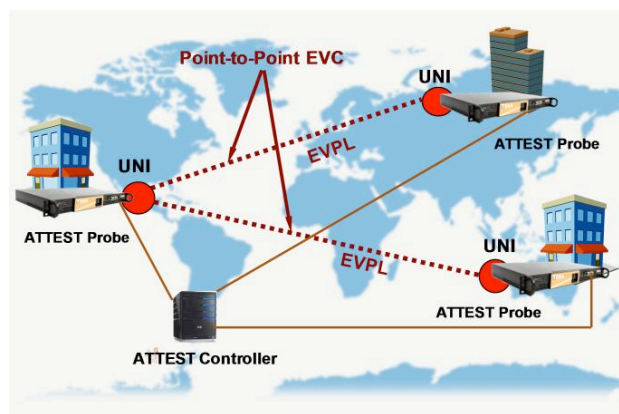 Point-to-Point EVC
UNI
ATTEST Probe
EVPL
UNI
ATTEST Probe
EVPL
UNI
ATTEST Probe
ATTEST Controller